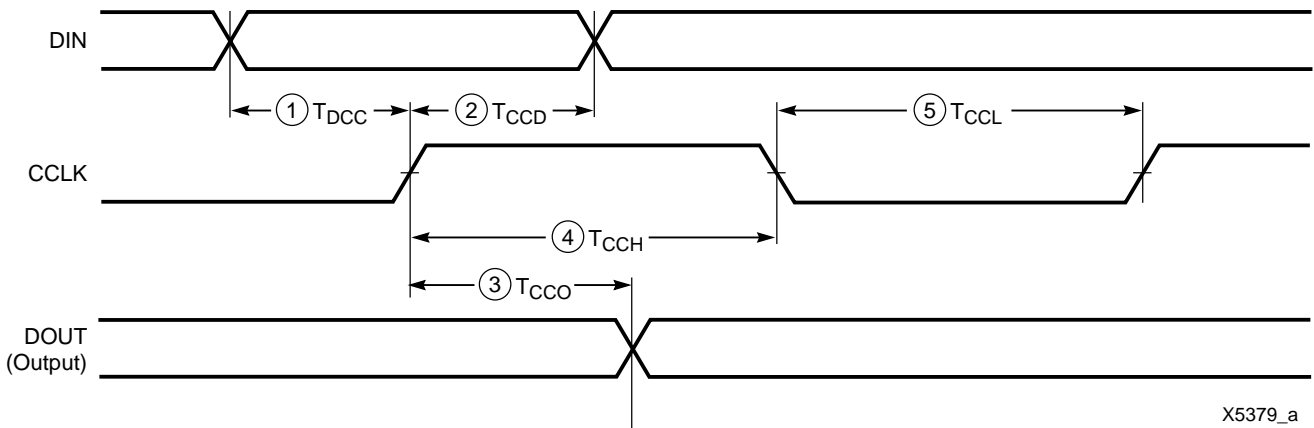 DIN
1 TDCC
2 TCCD
5 TCCL
CCLK
4 TCCH
3 TCCO
DOUT
(Output)
X5379_a